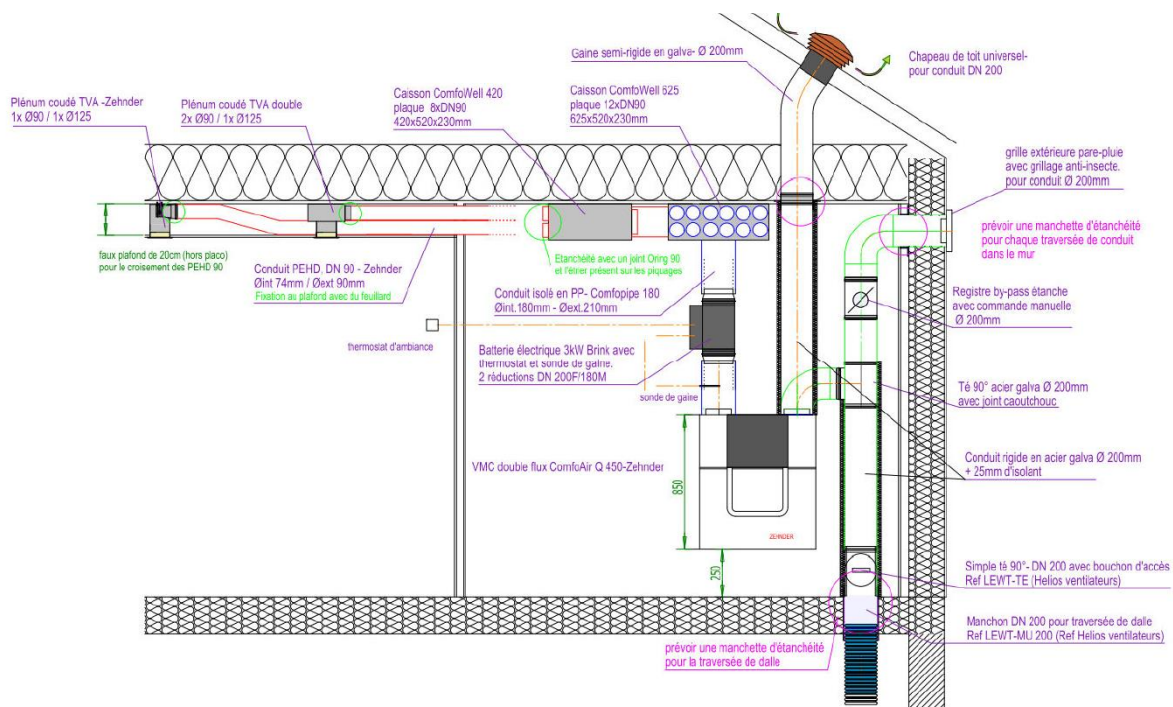 Gaine semi-rigide en galva- Ø 200mm
Chapeau de toit universel-
pour conduit DN 200
Plénum coudé TVA -Zehnder
1x Ø90 / 1x Ø125
Plénum coudé TVA double
2x Ø90 / 1x Ø125
Caisson ComfoWell 420
plaque 8xDN90
420x520x230mm
Caisson ComfoWell 625
plaque 12xDN90
625x520x230mm
grille extérieure pare-pluie
avec grillage anti-insecte.
pour conduit Ø 200mm
prévoir une manchette d'étanchéité
pour chaque traversée de conduit
dans le mur
faux plafond de 20cm (hors placo)
pour le croisement des PEHD 90
Conduit PEHD. DN 90 - Zehnder
Øint 74mm / Øext 90mm
Fixation au plafond avec du feuillard
Etanchéité avec un joint Oring 90
et l'étrier présent sur les piquages
Conduit isolé en PP- Comfopipe 180
Øint.180mm - Øext.210mm
Registre by-pass étanche
avec commande manuelle
Ø 200mm
thermostat d'ambiance
Batterie électrique 3kW Brink avec
thermostat et sonde de gaine.
2 réductions DN 200F/180M
sonde de gaine
Té 90° acier galva Ø 200mm
avec joint caoutchouc
VMC double flux ComfoAir Q 450-Zehnder
850
ZEHNDER
250
Conduit rigide en acier galva Ø 200mm
+ 25mm d'isolant
Simple té 90°- DN 200 avec bouchon d'accès
Ref LEWT-TE (Helios ventilateurs)
Manchon DN 200 pour traversée de dalle
Ref LEWT-MU 200 (Ref Helios ventilateurs)
prévoir une manchette d'étanchéité
pour la traversée de dalle